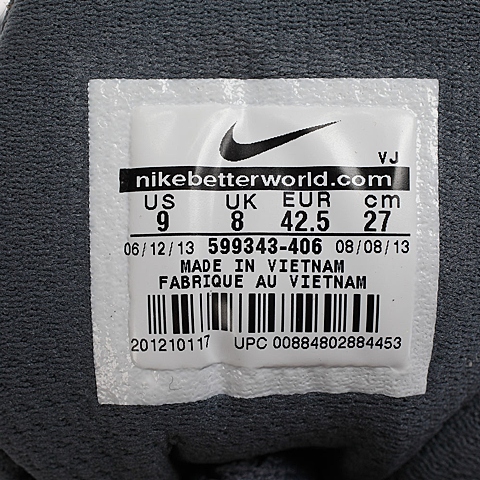 VJ
nikebetterworld.com
US UK EUR cm
9 8 42.5 27
06/12/13 599343-406 08/08/13
MADE IN VIETNAM
FABRIQUE AU VIETNAM
201210117 UPC 00884802884453